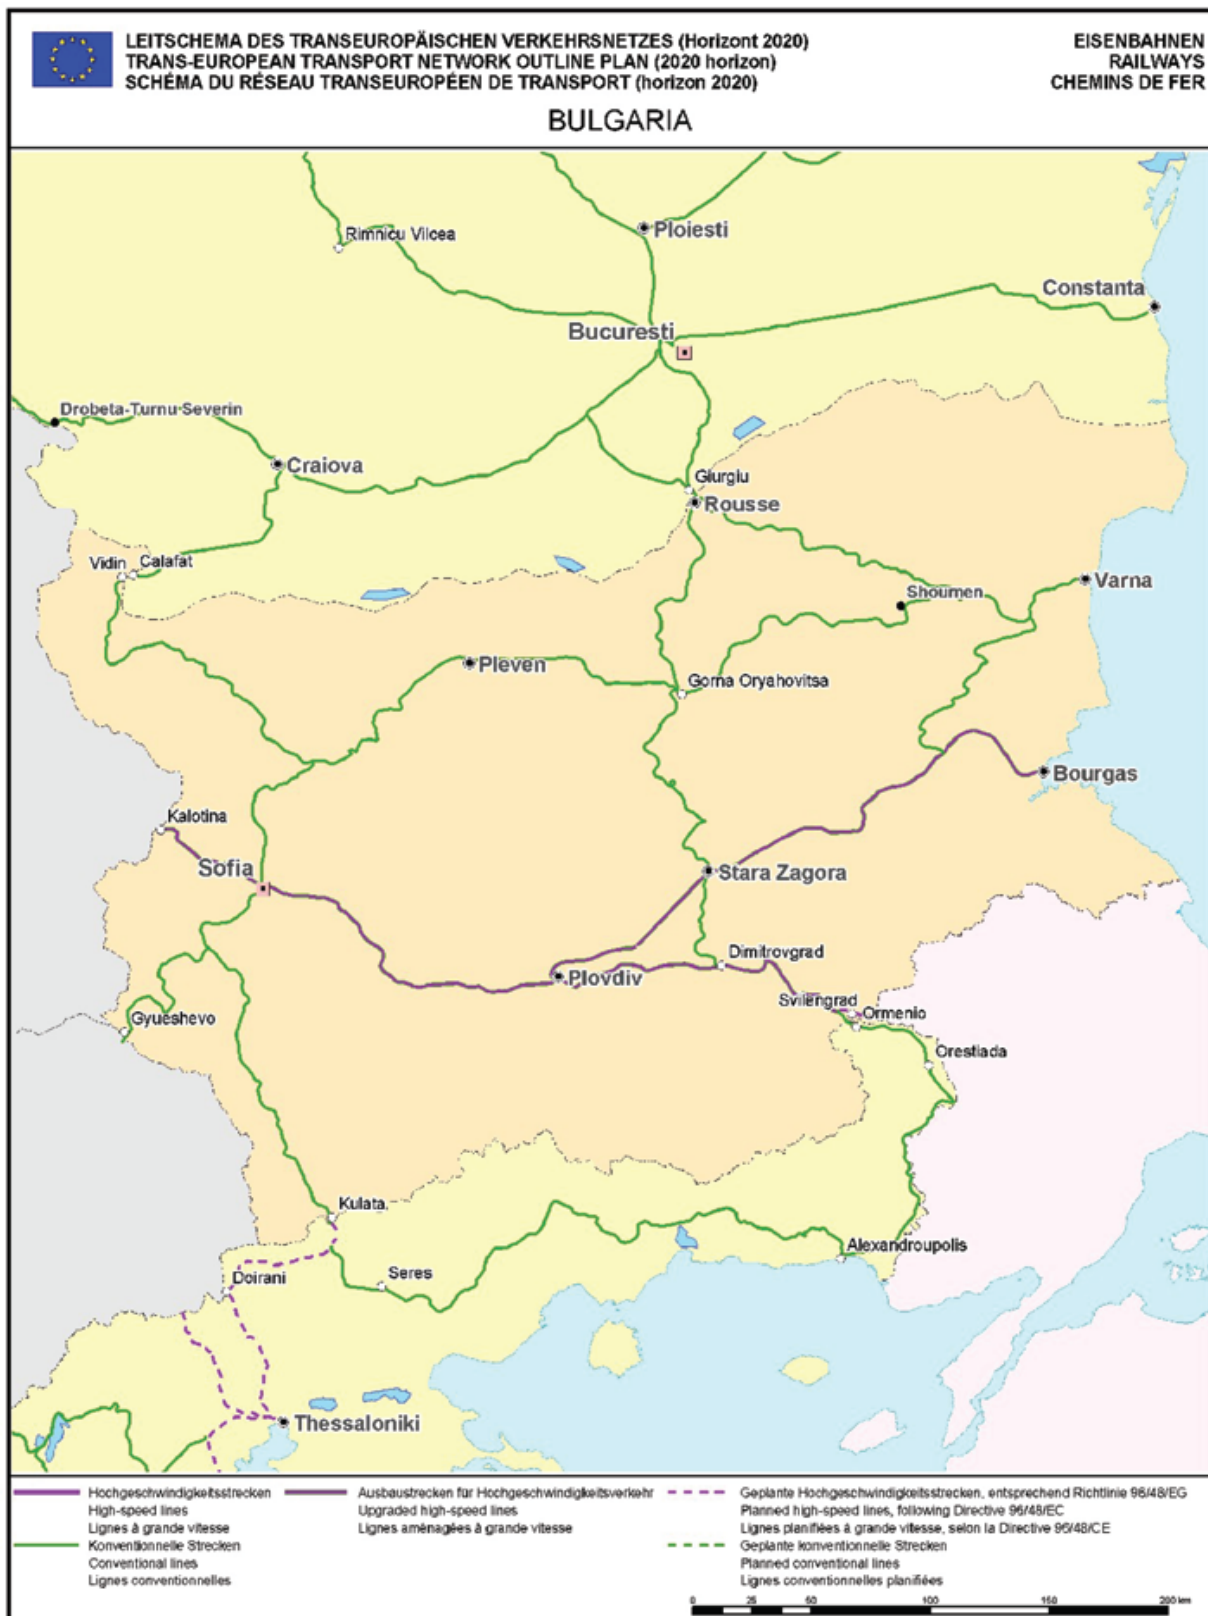 LEITSCHEMA DES TRANSEUROPÄISCHEN VERKEHRSNETZES (Horizont 2020)
TRANS-EUROPEAN TRANSPORT NETWORK OUTLINE PLAN (2020 horizon)
SCHÉMA DU RÉSEAU TRANSEUROPÉEN DE TRANSPORT (horizon 2020)
EISENBAHNEN
RAILWAYS
CHEMINS DE FER
BULGARIA
Rimnicu Vilcea
Ploiesti
Constanta
Bucuresti
Drobeta-Turnu Severin
Craiova
Giurgiu
Rousse
Vidin
Calafat
Varna
Shoumen
Pleven
Gorna Oryahovitsa
Bourgas
Kalotina
Sofia
Stara Zagora
Dimitrovgrad
Plovdiv
Svilengrad
Ormenio
Gyueshevo
Orestiada
Kulata
Alexandroupolis
Doirani
Seres
Thessaloniki
Hochgeschwindigkeitsstrecken
High-speed lines
Lignes à grande vitesse
Konventionnelle Strecken
Conventional lines
Lignes conventionnelles
Ausbaustrecken für Hochgeschwindigkeitsverkehr
Upgraded high-speed lines
Lignes aménagées à grande vitesse
Geplante Hochgeschwindigkeitsstrecken, entsprechend Richtlinie 96/48/EG
Planned high-speed lines, following Directive 96/48/EC
Lignes planifiées à grande vitesse, selon la Directive 96/48/CE
Geplante konventionelle Strecken
Planned conventional lines
Lignes conventionnelles planifiées
0 25 50 100 150 200 km